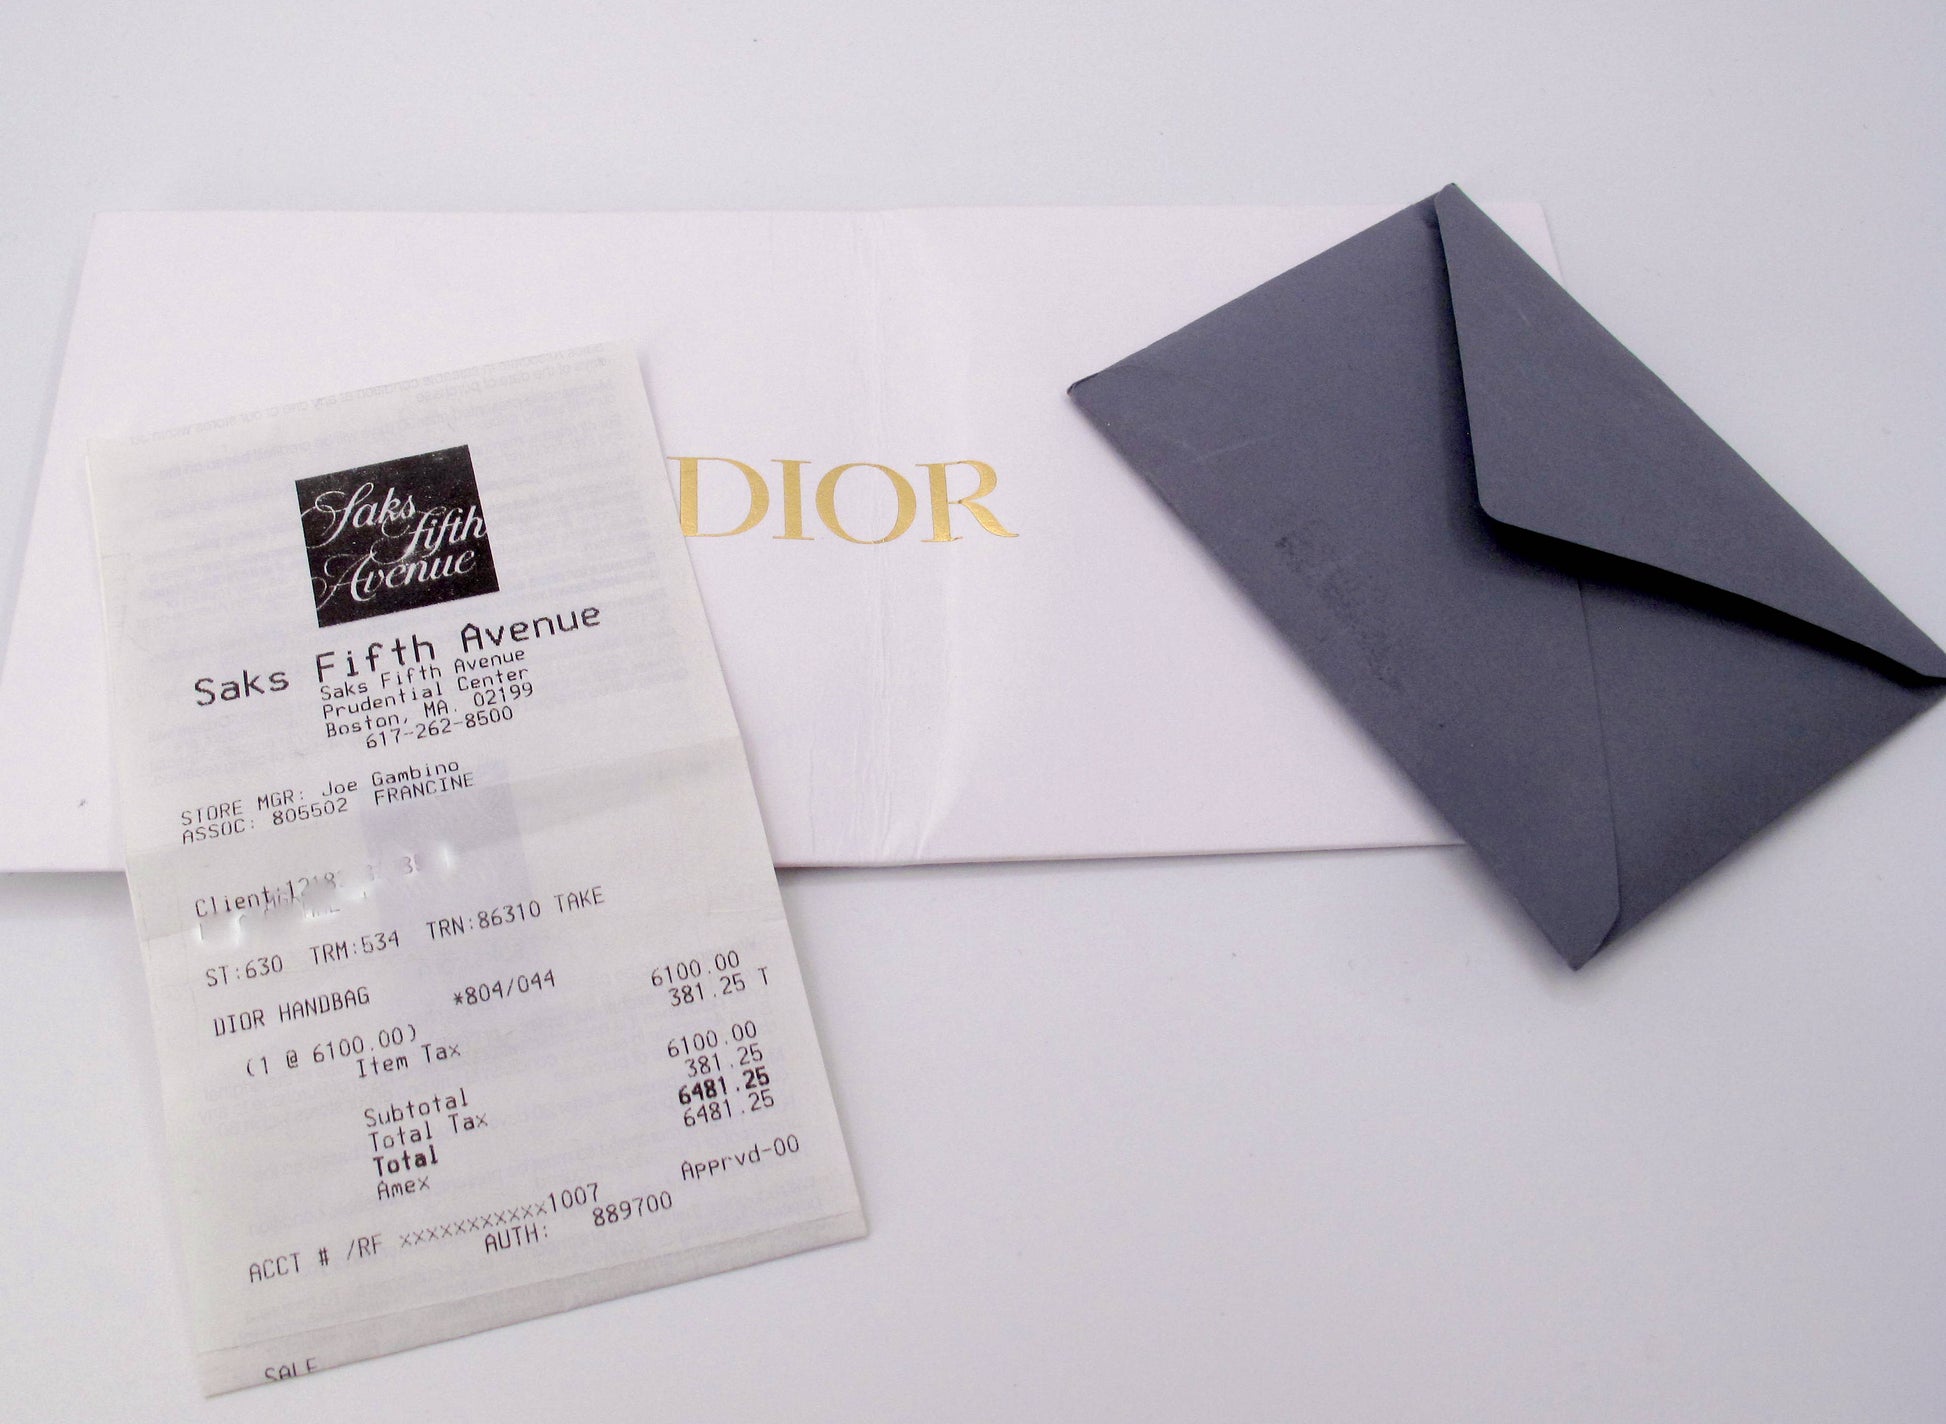 Saks
fifth
Avenue
Saks Fifth Avenue
Saks Fifth Avenue
Prudential Center
Boston, MA. 02199
617-262-8500
STORE MGR: Joe Gambino
ASSOC: 805502 FRANCINE
Client:
ST:630 TRM:534 TRN:86310 TAKE
DIOR HANDBAG *804/044 6100.00
(1 @ 6100.00)
Item Tax 381.25 T
Subtotal 6100.00
Total Tax 381.25
Total 6481.25
Amex 6481.25
ACCT # /RF xxxxxxxxxxx1007 Apprvd-00
AUTH: 889700
SALE
DIOR